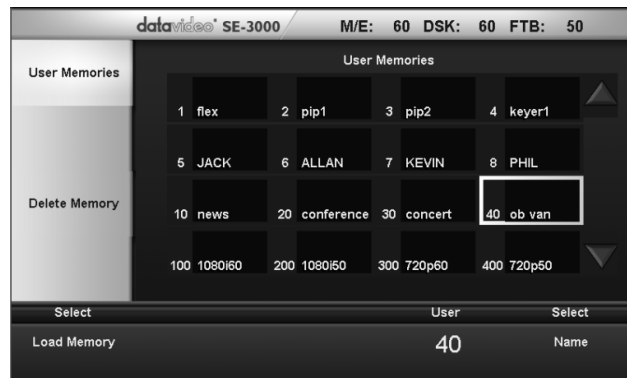 datavideo SE-3000 M/E: 60 DSK: 60 FTB: 50
User Memories
User Memories
1 flex 2 pip1 3 pip2 4 keyer1
5 JACK 6 ALLAN 7 KEVIN 8 PHIL
Delete Memory
10 news 20 conference 30 concert 40 ob van
100 1080i60 200 1080i50 300 720p60 400 720p50
Select User Select
Load Memory 40 Name